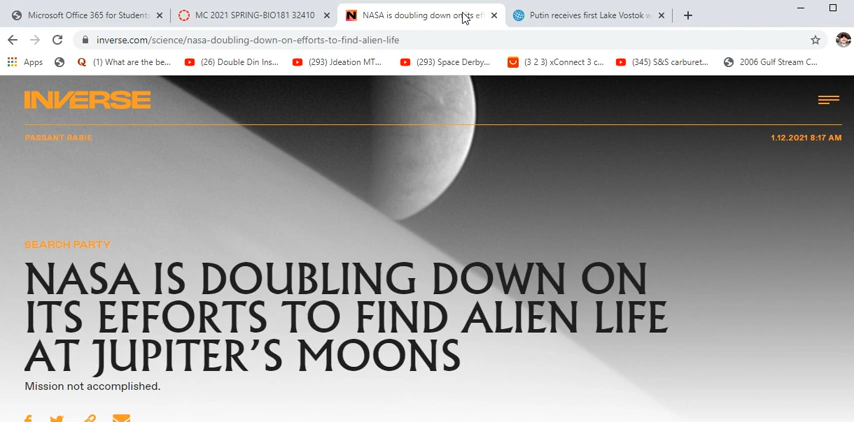 Microsoft Office 365 for Students
MC 2021 SPRING-BIO181 32410
NASA is doubling down on its eff
Putin receives first Lake Vostok w
inverse.com/science/nasa-doubling-down-on-efforts-to-find-alien-life
Apps (1) What are the be... (26) Double Din Ins... (293) Jdeation MT... (293) Space Derby... (3 2 3) xConnect 3 c... (345) S&S carburet... 2006 Gulf Stream C...
INVERSE
PASSANT RABIE 1.12.2021 8:17 AM
SEARCH PARTY
NASA IS DOUBLING DOWN ON
ITS EFFORTS TO FIND ALIEN LIFE
AT JUPITER'S MOONS
Mission not accomplished.